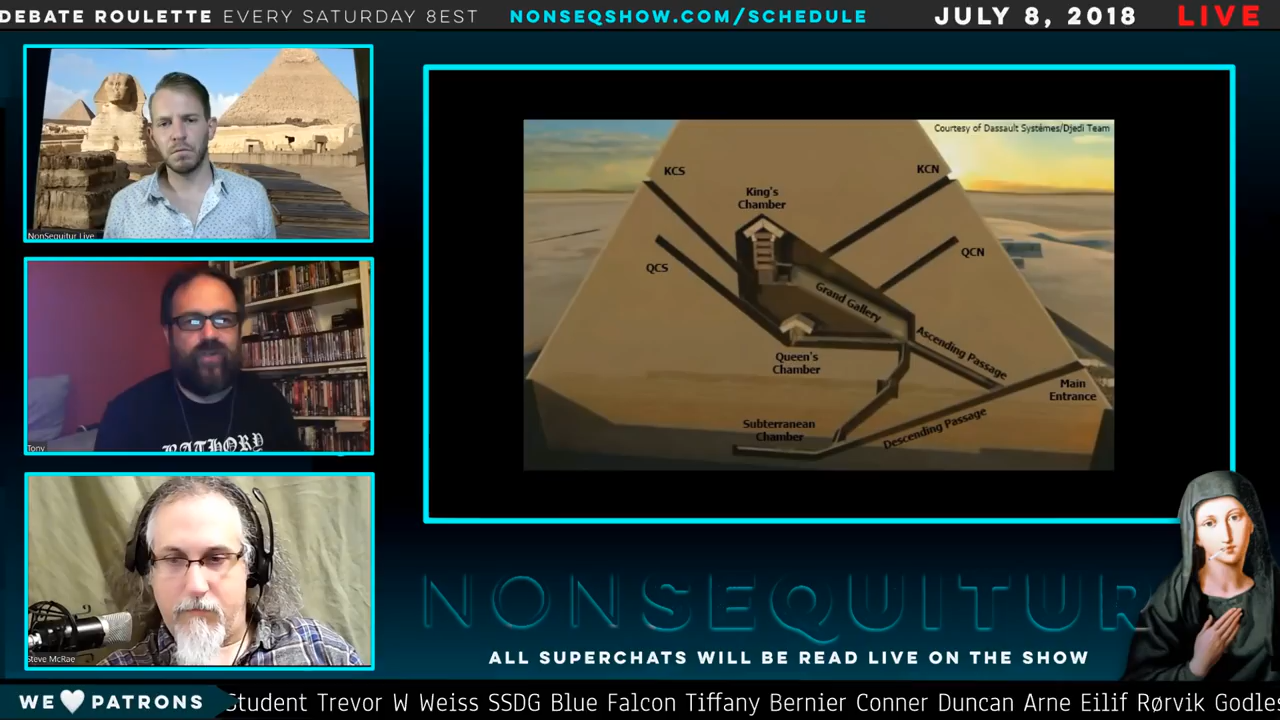 DEBATE ROULETTE EVERY SATURDAY 8EST NONSEQSHOW.COM/SCHEDULE JULY 8, 2018 LIVE
NonSequitur Live
Tony
BATHORY
Steve McRae
Courtesy of Dassault Systèmes/Djedi Team
KCS
KCN
King's
Chamber
QCS
QCN
Grand Gallery
Ascending Passage
Queen's
Chamber
Main
Entrance
Subterranean
Chamber
Descending Passage
NONSEQUITUR
ALL SUPERCHATS WILL BE READ LIVE ON THE SHOW
WE PATRONS Student Trevor W Weiss SSDG Blue Falcon Tiffany Bernier Conner Duncan Arne Eilif Rørvik Godles